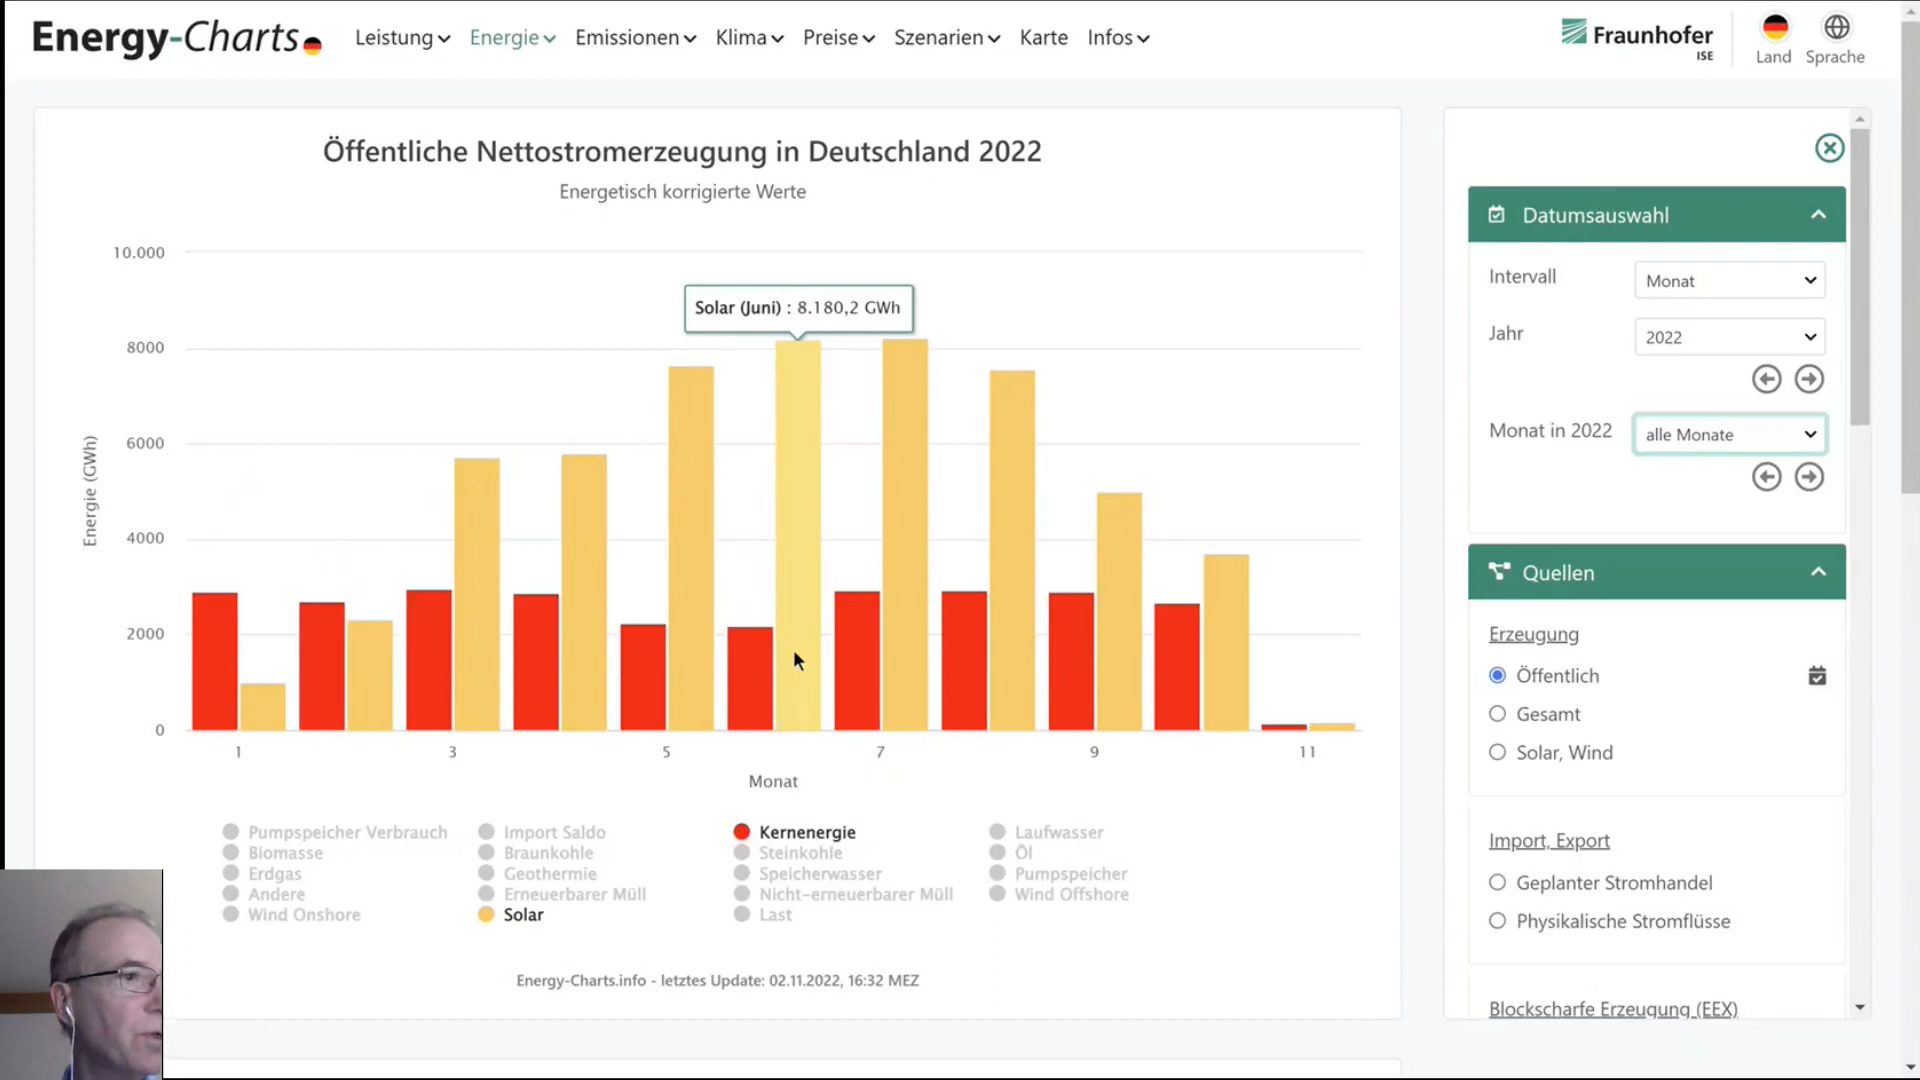 Energy-Charts
Leistung Energie Emissionen Klima Preise Szenarien Karte Infos
Fraunhofer
ISE
Land Sprache
Öffentliche Nettostromerzeugung in Deutschland 2022
Energetisch korrigierte Werte
Solar (Juni) : 8.180,2 GWh
10.000
8000
6000
4000
2000
0
Energie (GWh)
1 3 5 7 9 11
Monat
Pumpspeicher Verbrauch Import Saldo Kernenergie Laufwasser
Biomasse Braunkohle Steinkohle Öl
Erdgas Geothermie Speicherwasser Pumpspeicher
Andere Erneuerbarer Müll Nicht-erneuerbarer Müll Wind Offshore
Wind Onshore Solar Last
Energy-Charts.info - letztes Update: 02.11.2022, 16:32 MEZ
Datumsauswahl
Intervall Monat
Jahr 2022
Monat in 2022 alle Monate
Quellen
Erzeugung
Öffentlich
Gesamt
Solar, Wind
Import, Export
Geplanter Stromhandel
Physikalische Stromflüsse
Blockscharfe Erzeugung (EEX)